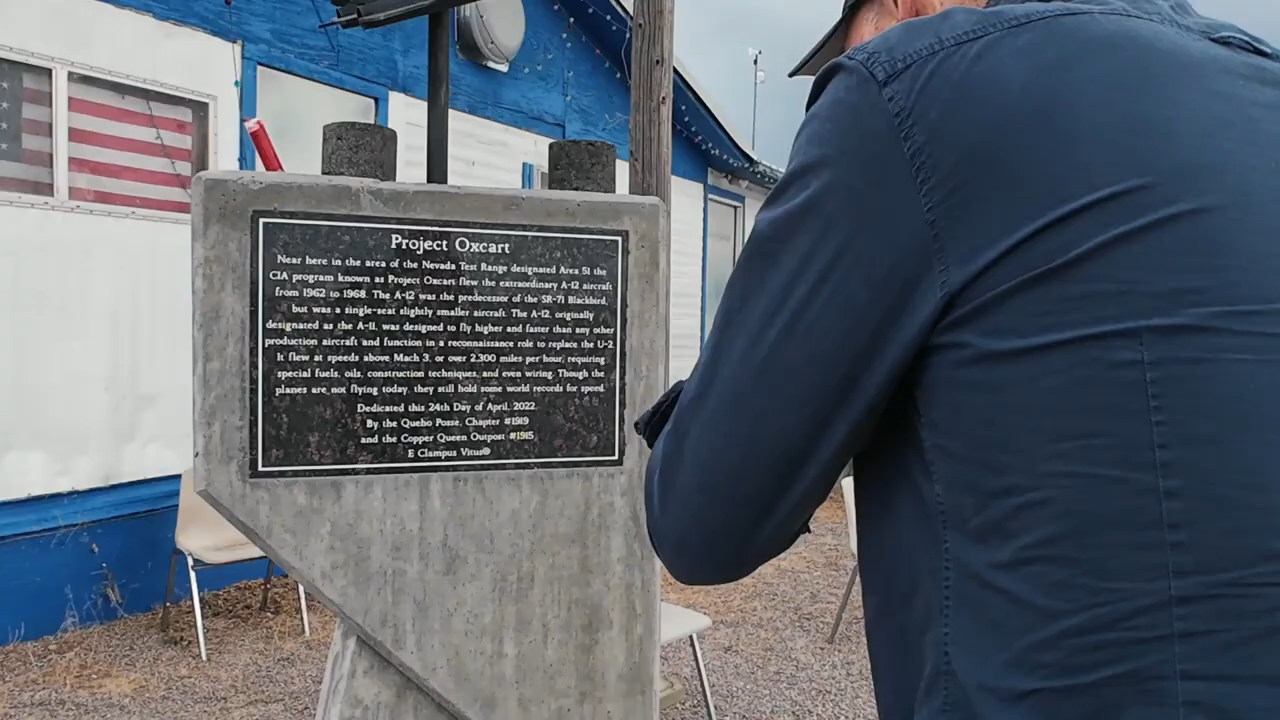 Project Oxcart
Near here in the area of the Nevada Test Range designated Area 51 the
CIA program known as Project Oxcart flew the extraordinary A-12 aircraft
from 1962 to 1968. The A-12 was the predecessor of the SR-71 Blackbird,
but was a single-seat slightly smaller aircraft. The A-12, originally
designated as the A-11, was designed to fly higher and faster than any other
production aircraft and function in a reconnaissance role to replace the U-2.
It flew at speeds above Mach 3, or over 2,300 miles per hour, requiring
special fuels, oils, construction techniques, and even wiring. Though the
planes are not flying today, they still hold some world records for speed.
Dedicated this 24th Day of April, 2022
By the Queho Posse, Chapter #1919
and the Copper Queen Outpost #1915
E Clampus Vitus®